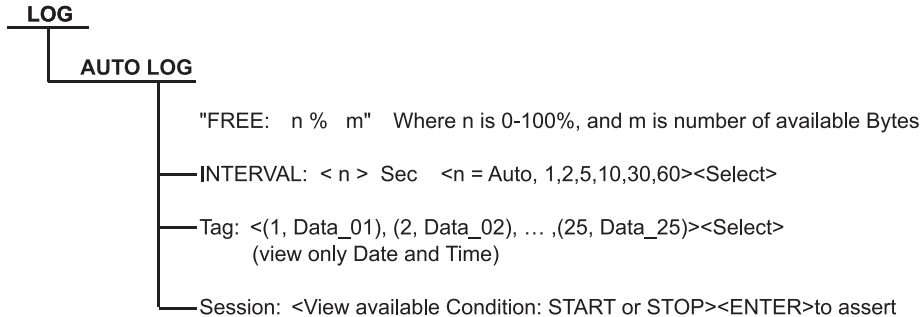 LOG
AUTO LOG
"FREE: n % m" Where n is 0-100%, and m is number of available Bytes
INTERVAL: < n > Sec <n = Auto, 1,2,5,10,30,60><Select>
Tag: <(1, Data_01), (2, Data_02), … ,(25, Data_25)><Select>
(view only Date and Time)
Session: <View available Condition: START or STOP><ENTER>to assert